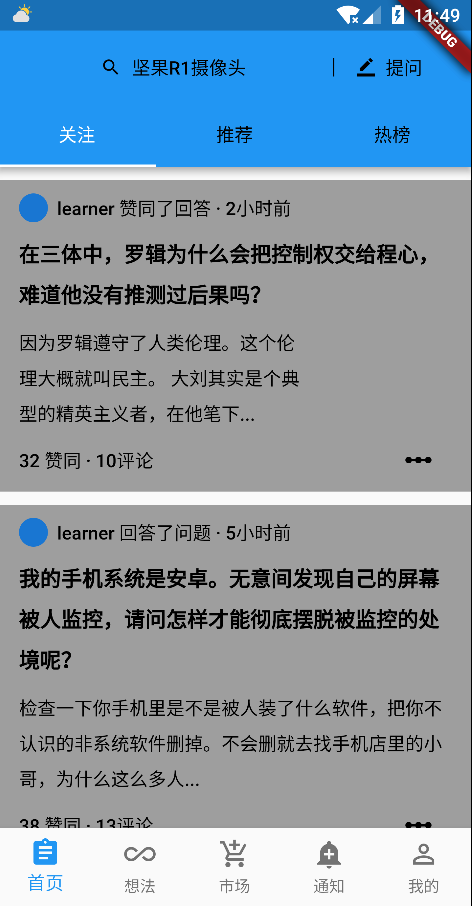 11:49
DEBUG
坚果R1摄像头
提问
关注
推荐
热榜
learner 赞同了回答 · 2小时前
在三体中，罗辑为什么会把控制权交给程心，
难道他没有推测过后果吗？
因为罗辑遵守了人类伦理。这个伦
理大概就叫民主。 大刘其实是个典
型的精英主义者，在他笔下...
32 赞同 · 10评论
learner 回答了问题 · 5小时前
我的手机系统是安卓。无意间发现自己的屏幕
被人监控，请问怎样才能彻底摆脱被监控的处
境呢？
检查一下你手机里是不是被人装了什么软件，把你不
认识的非系统软件删掉。不会删就去找手机店里的小
哥，为什么这么多人...
38 赞同 · 13评论
首页
想法
市场
通知
我的